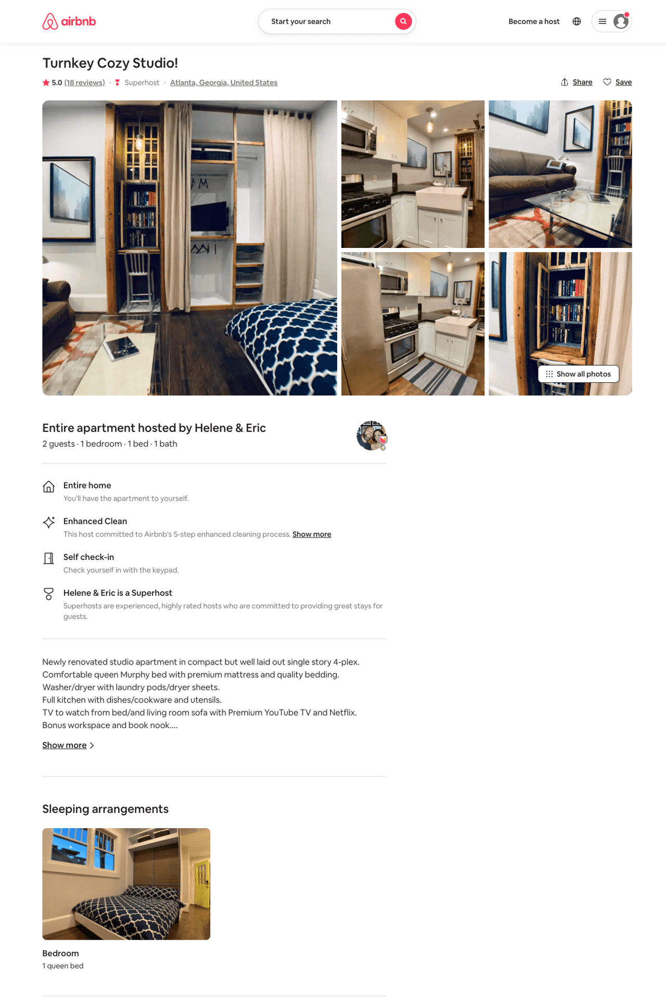 airbnb
Start your search
Become a host
Turnkey Cozy Studio!
5.0 (18 reviews) · Superhost · Atlanta, Georgia, United States
Share
Save
Show all photos
Entire apartment hosted by Helene & Eric
2 guests · 1 bedroom · 1 bed · 1 bath
Entire home
You'll have the apartment to yourself.
Enhanced Clean
This host committed to Airbnb's 5-step enhanced cleaning process. Show more
Self check-in
Check yourself in with the keypad.
Helene & Eric is a Superhost
Superhosts are experienced, highly rated hosts who are committed to providing great stays for
guests.
Newly renovated studio apartment in compact but well laid out single story 4-plex.
Comfortable queen Murphy bed with premium mattress and quality bedding.
Washer/dryer with laundry pods/dryer sheets.
Full kitchen with dishes/cookware and utensils.
TV to watch from bed/and living room sofa with Premium YouTube TV and Netflix.
Bonus workspace and book nook....
Show more
Sleeping arrangements
Bedroom
1 queen bed